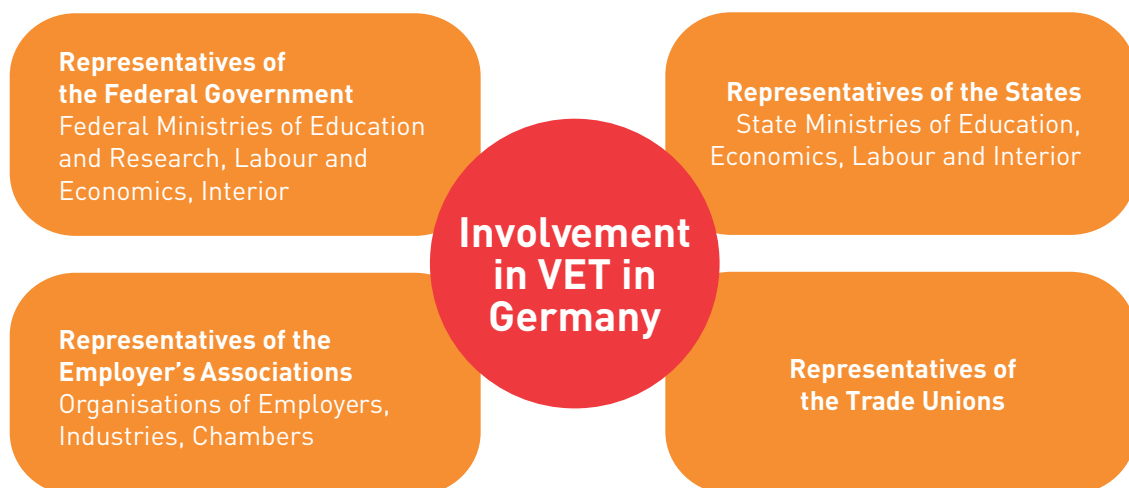 Representatives of
the Federal Government
Federal Ministries of Education
and Research, Labour and
Economics, Interior
Representatives of the States
State Ministries of Education,
Economics, Labour and Interior
Involvement
in VET in
Germany
Representatives of the
Employer’s Associations
Organisations of Employers,
Industries, Chambers
Representatives of
the Trade Unions